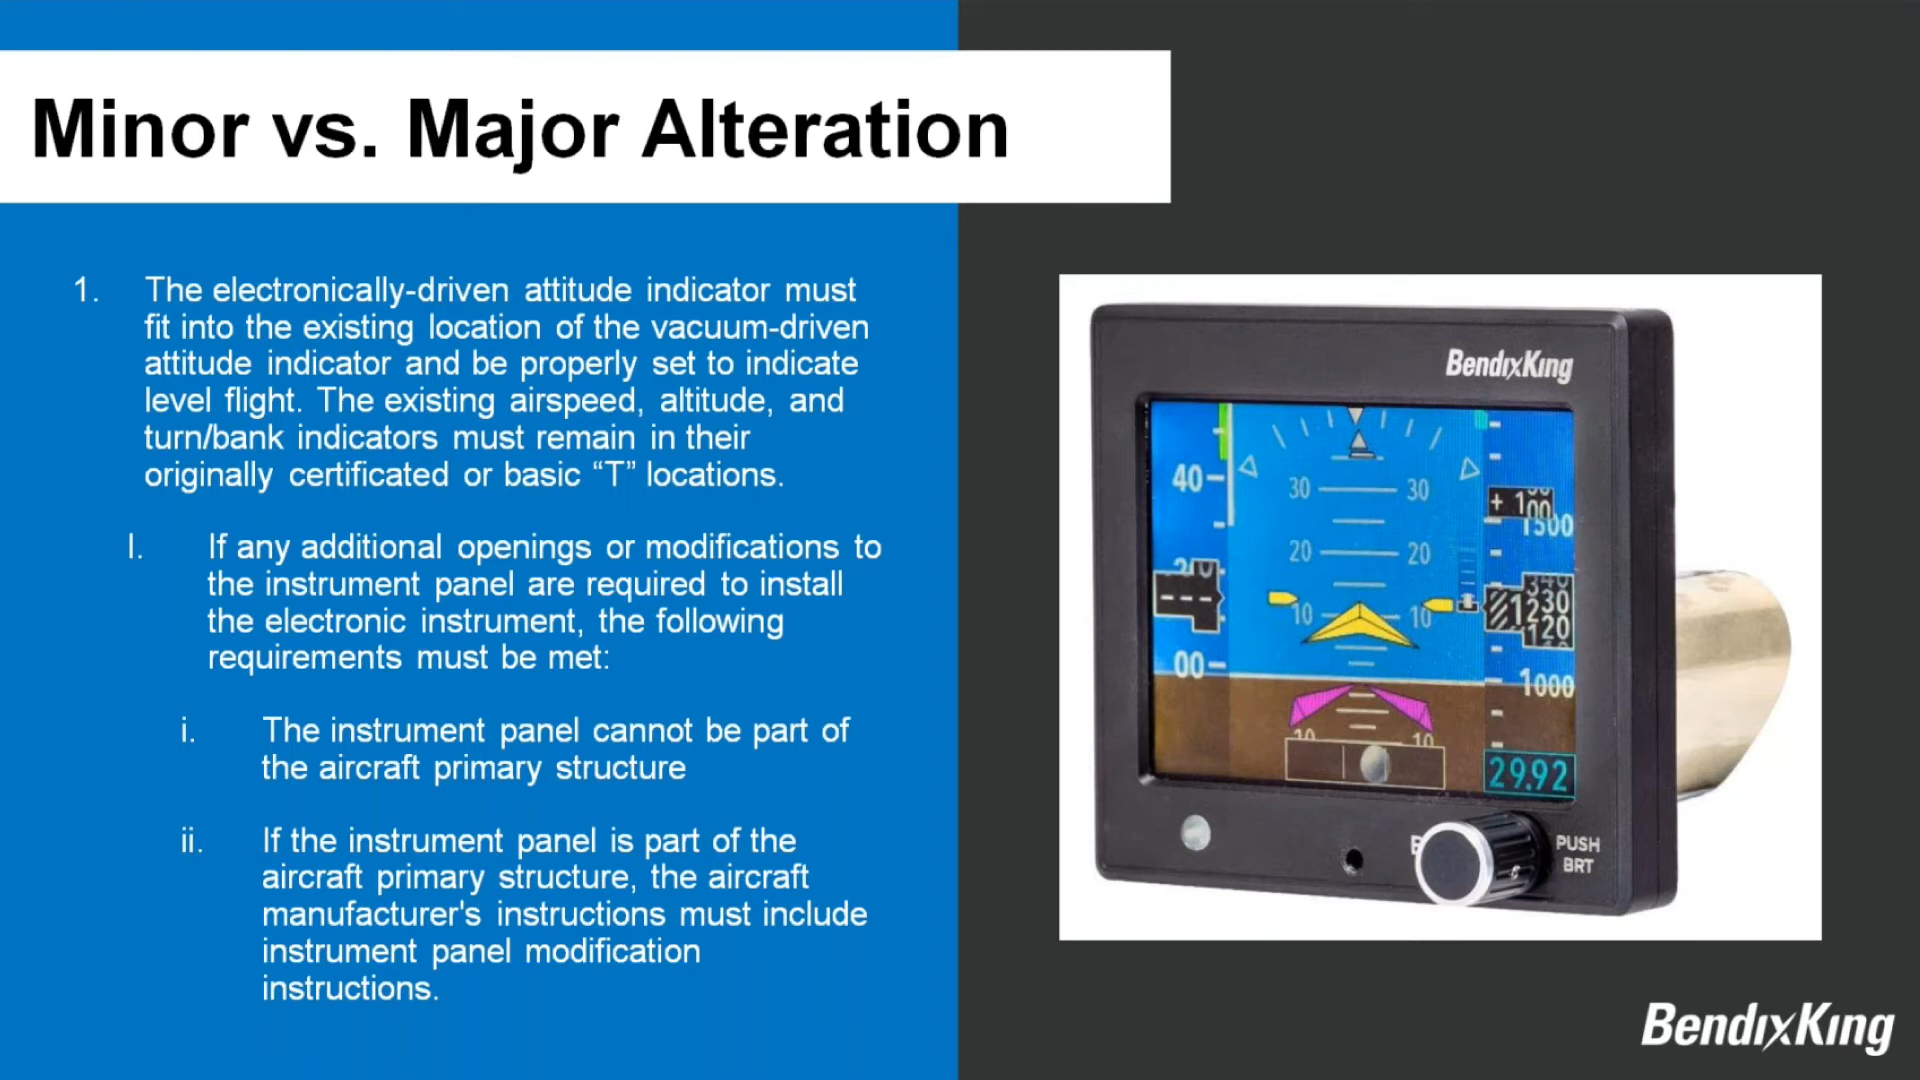 Minor vs. Major Alteration
1. The electronically-driven attitude indicator must
fit into the existing location of the vacuum-driven
attitude indicator and be properly set to indicate
level flight. The existing airspeed, altitude, and
turn/bank indicators must remain in their
originally certificated or basic “T” locations.
I. If any additional openings or modifications to
the instrument panel are required to install
the electronic instrument, the following
requirements must be met:
i. The instrument panel cannot be part of
the aircraft primary structure
ii. If the instrument panel is part of the
aircraft primary structure, the aircraft
manufacturer's instructions must include
instrument panel modification
instructions.
BendixKing
40
30 30
+ 100
1500
20 20
---
10 10
1230
120
00
1000
10 10
29.92
PUSH
BRT
BendixKing